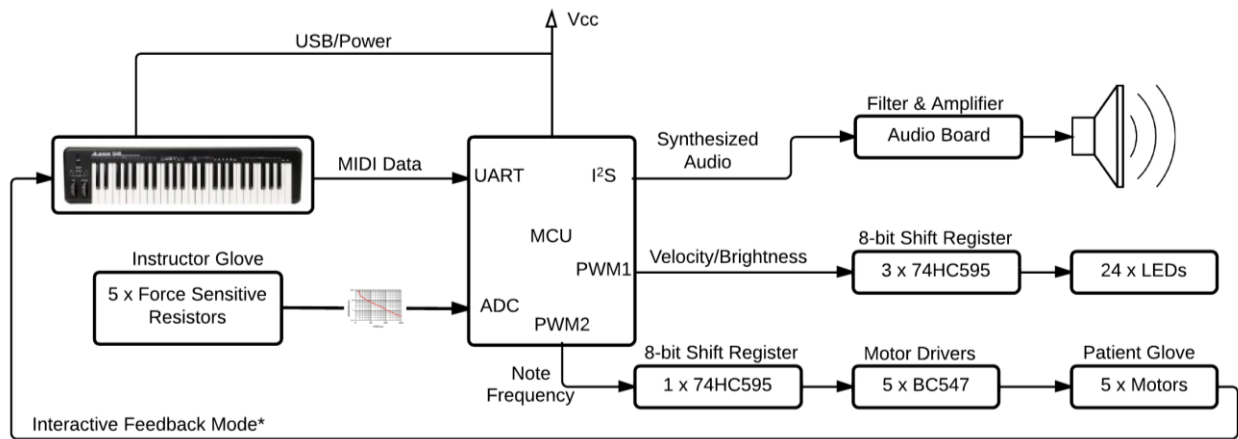 Vcc
USB/Power
Filter & Amplifier
Audio Board
ALESIS Q49
MIDI Data
UART
I²S
Synthesized
Audio
MCU
8-bit Shift Register
Velocity/Brightness
PWM1
3 x 74HC595
24 x LEDs
Instructor Glove
5 x Force Sensitive
Resistors
ADC
PWM2
8-bit Shift Register
Motor Drivers
Patient Glove
Note
Frequency
1 x 74HC595
5 x BC547
5 x Motors
Interactive Feedback Mode*